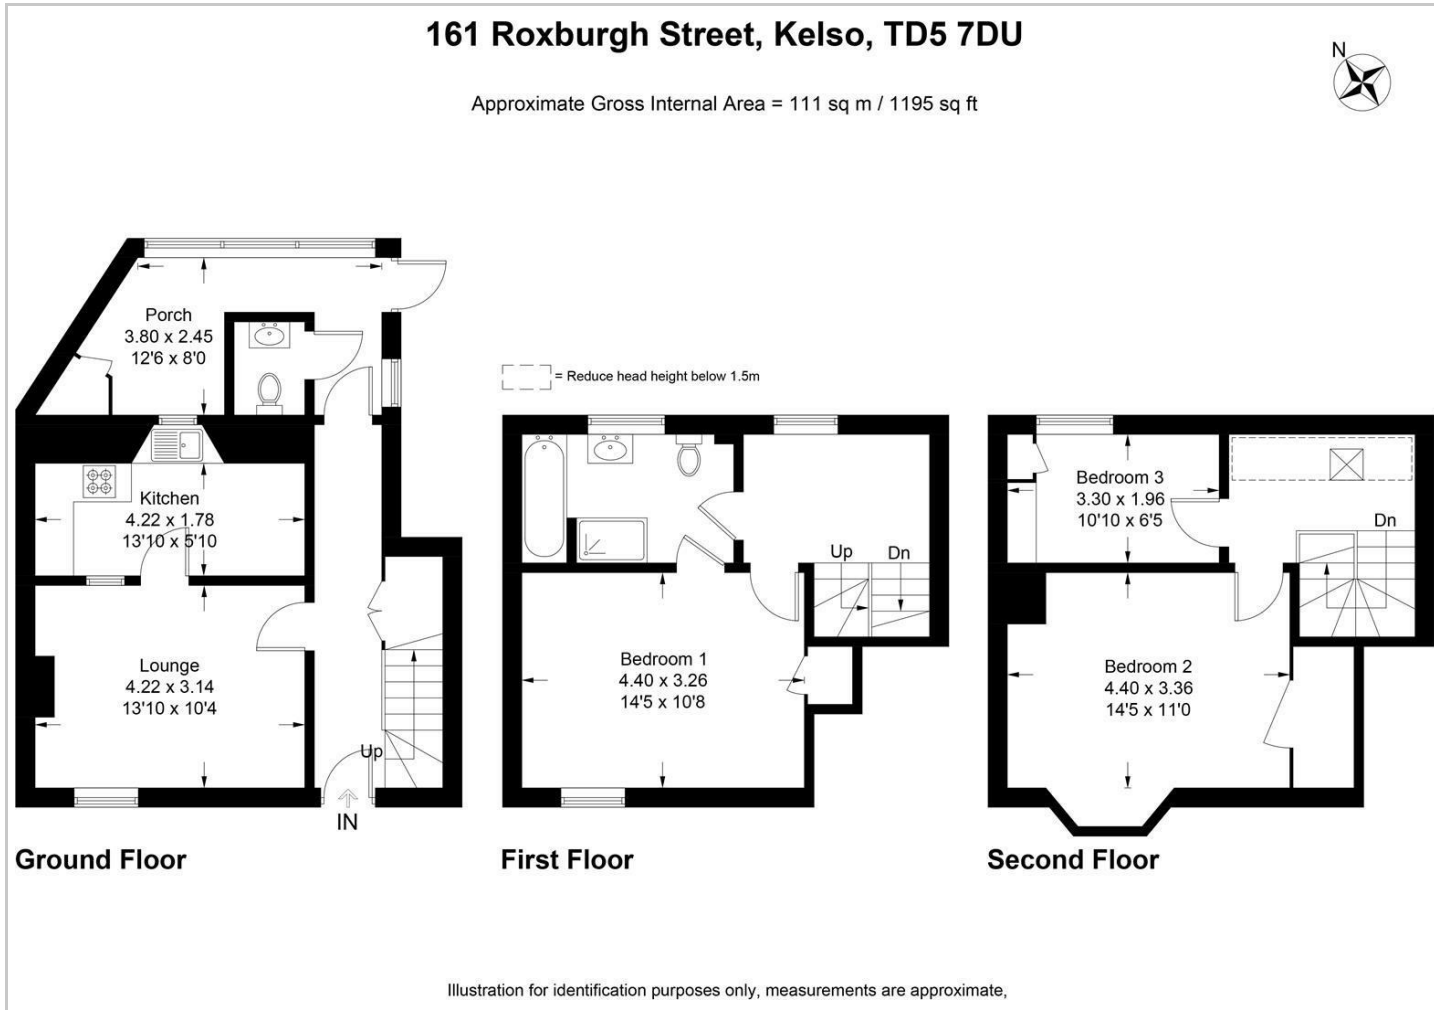 161 Roxburgh Street, Kelso, TD5 7DU
Approximate Gross Internal Area = 111 sq m / 1195 sq ft
N
Porch
3.80 x 2.45
12'6 x 8'0
Kitchen
4.22 x 1.78
13'10 x 5'10
Lounge
4.22 x 3.14
13'10 x 10'4
Up
IN
Ground Floor
= Reduce head height below 1.5m
Up
Dn
Bedroom 1
4.40 x 3.26
14'5 x 10'8
First Floor
Bedroom 3
3.30 x 1.96
10'10 x 6'5
Dn
Bedroom 2
4.40 x 3.36
14'5 x 11'0
Second Floor
Illustration for identification purposes only, measurements are approximate,